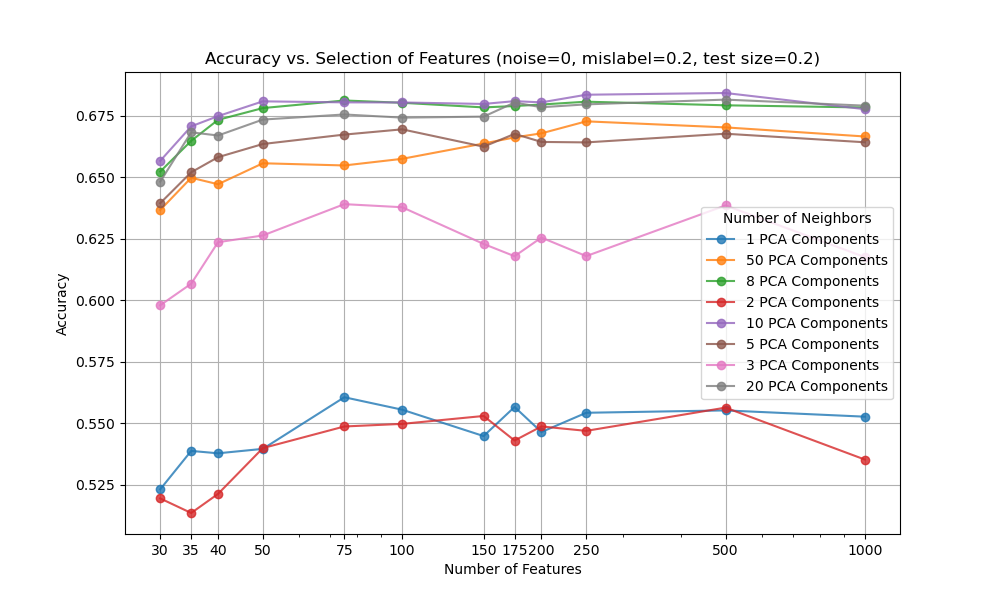 Accuracy vs. Selection of Features (noise=0, mislabel=0.2, test size=0.2)
0.675
0.650
0.625
0.600
0.575
0.550
0.525
Accuracy
Number of Neighbors
1 PCA Components
50 PCA Components
8 PCA Components
2 PCA Components
10 PCA Components
5 PCA Components
3 PCA Components
20 PCA Components
30 35 40 50 75 100 150 175 200 250 500 1000
Number of Features